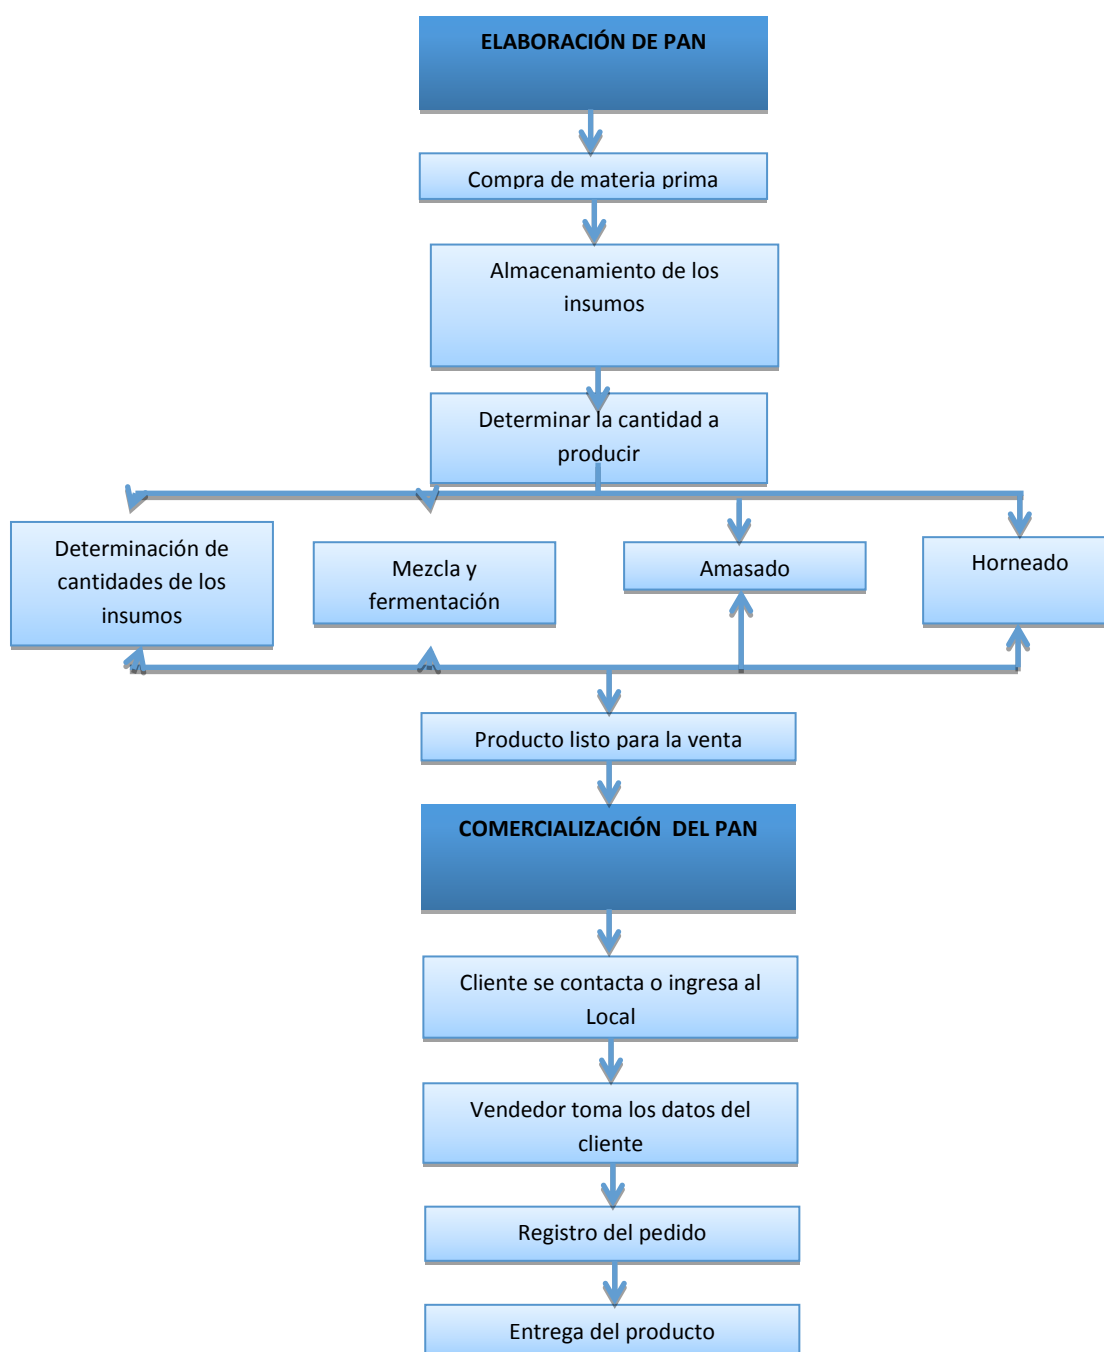 ELABORACIÓN DE PAN
Compra de materia prima
Almacenamiento de los
insumos
Determinar la cantidad a
producir
Determinación de
cantidades de los
insumos
Mezcla y
fermentación
Amasado
Horneado
Producto listo para la venta
COMERCIALIZACIÓN DEL PAN
Cliente se contacta o ingresa al
Local
Vendedor toma los datos del
cliente
Registro del pedido
Entrega del producto